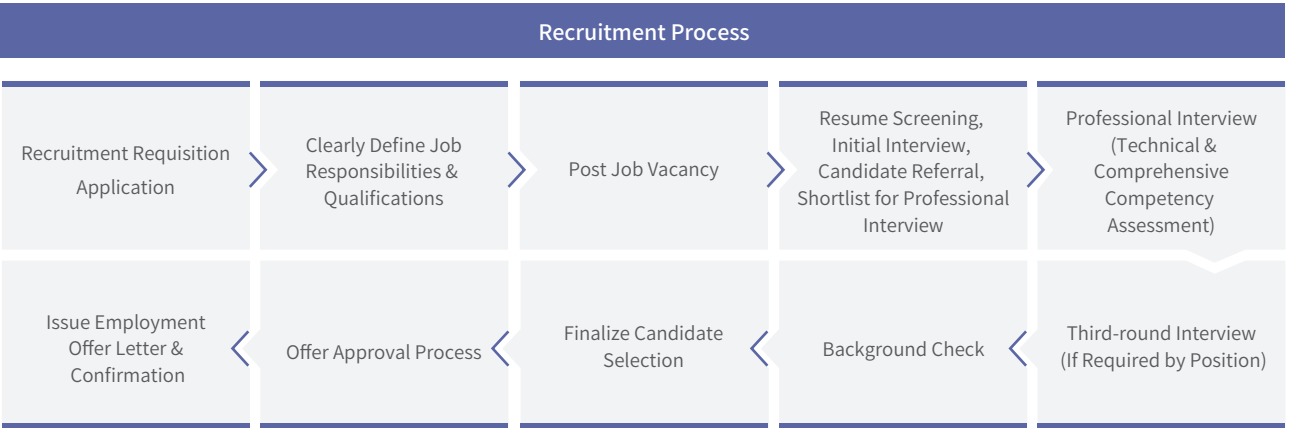 Recruitment Process
Recruitment Requisition
Application
Clearly Define Job
Responsibilities &
Qualifications
Post Job Vacancy
Resume Screening,
Initial Interview,
Candidate Referral,
Shortlist for Professional
Interview
Professional Interview
(Technical &
Comprehensive
Competency
Assessment)
Third-round Interview
(If Required by Position)
Background Check
Finalize Candidate
Selection
Offer Approval Process
Issue Employment
Offer Letter &
Confirmation